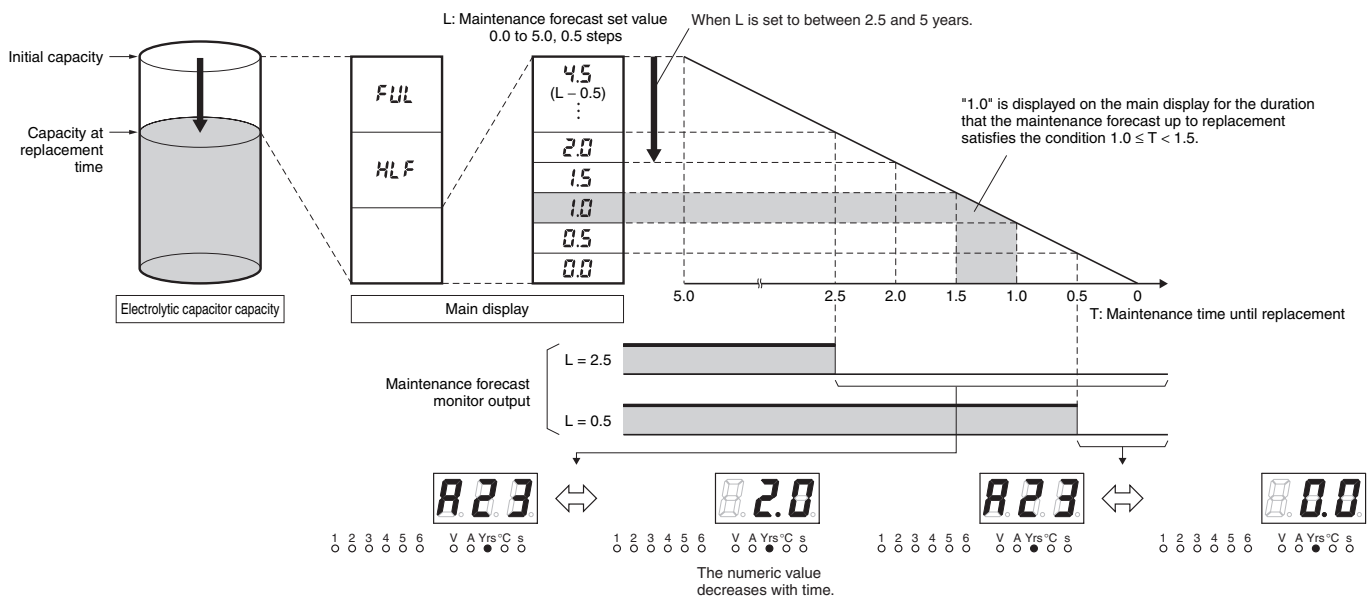 L: Maintenance forecast set value
0.0 to 5.0, 0.5 steps
When L is set to between 2.5 and 5 years.
Initial capacity
Capacity at
replacement
time
Electrolytic capacitor capacity
FUL
HLF
Main display
4.5
(L – 0.5)
⋮
2.0
1.5
1.0
0.5
0.0
"1.0" is displayed on the main display for the duration
that the maintenance forecast up to replacement
satisfies the condition 1.0 ≤ T < 1.5.
5.0 2.5 2.0 1.5 1.0 0.5 0
T: Maintenance time until replacement
Maintenance forecast
monitor output
L = 2.5
L = 0.5
A23
1 2 3 4 5 6 V A Yrs °C s
2.0
1 2 3 4 5 6 V A Yrs °C s
The numeric value
decreases with time.
A23
1 2 3 4 5 6 V A Yrs °C s
0.0
1 2 3 4 5 6 V A Yrs °C s